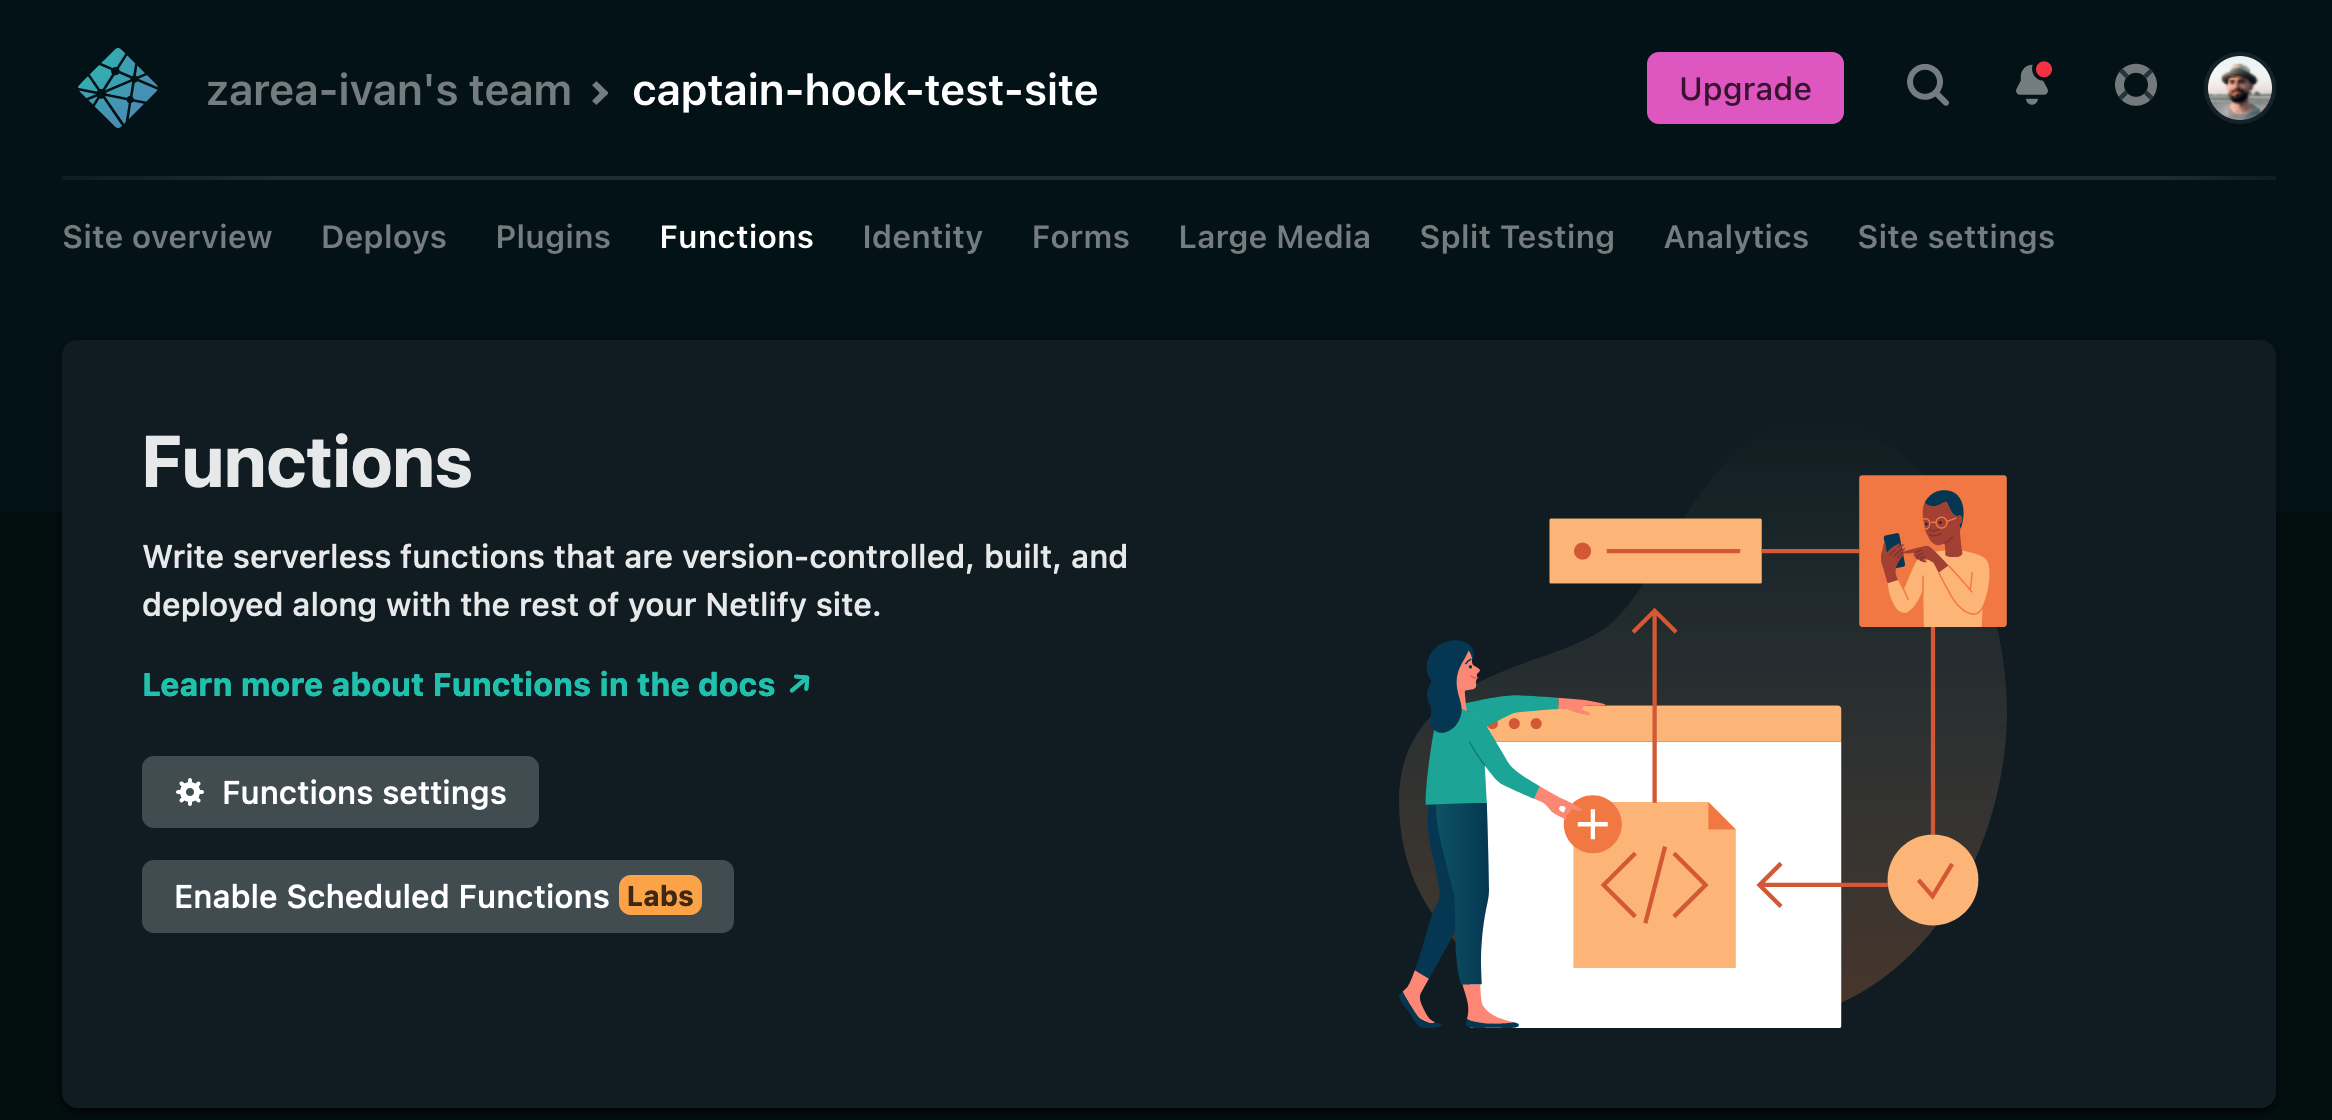 zarea-ivan's team > captain-hook-test-site
Upgrade
Site overview Deploys Plugins Functions Identity Forms Large Media Split Testing Analytics Site settings
Functions
Write serverless functions that are version-controlled, built, and
deployed along with the rest of your Netlify site.
Learn more about Functions in the docs
Functions settings
Enable Scheduled Functions Labs